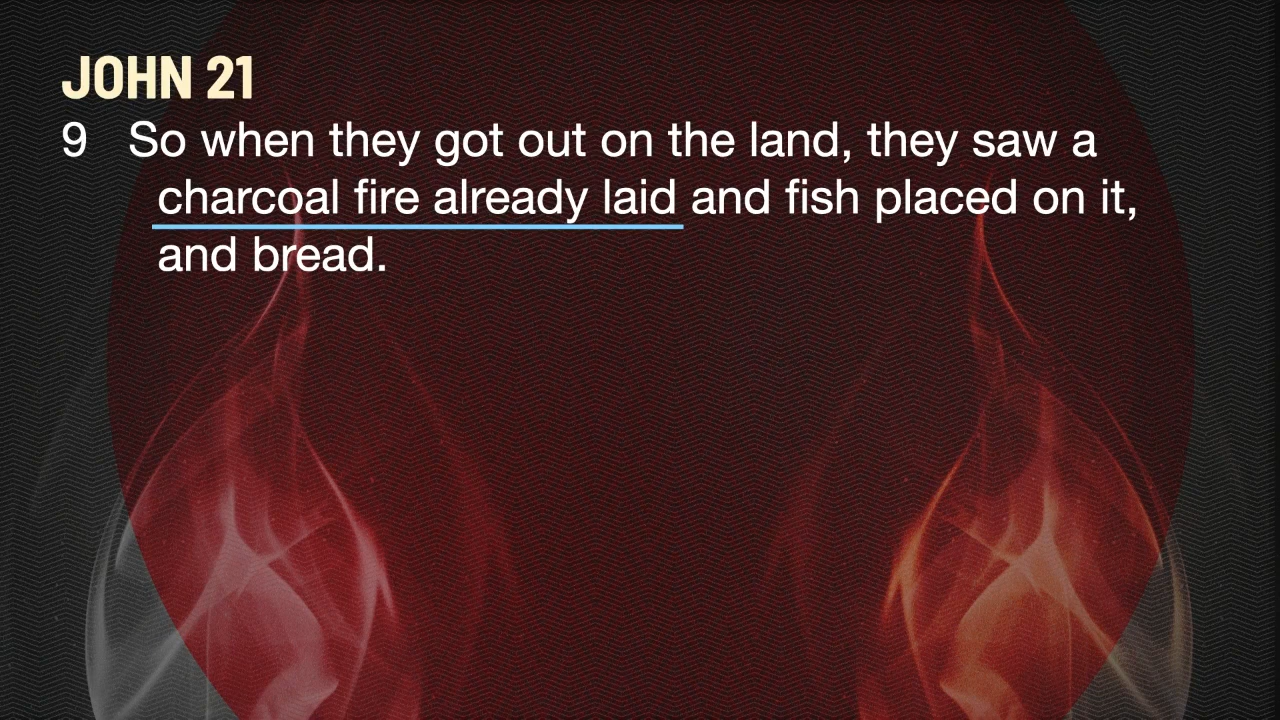 JOHN 21
9 So when they got out on the land, they saw a
charcoal fire already laid and fish placed on it,
and bread.